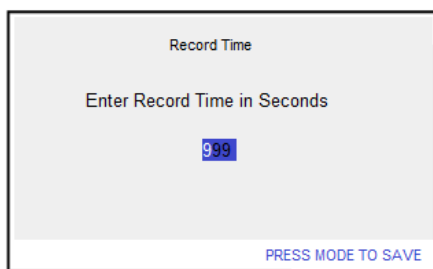 Record Time
Enter Record Time in Seconds
999
PRESS MODE TO SAVE